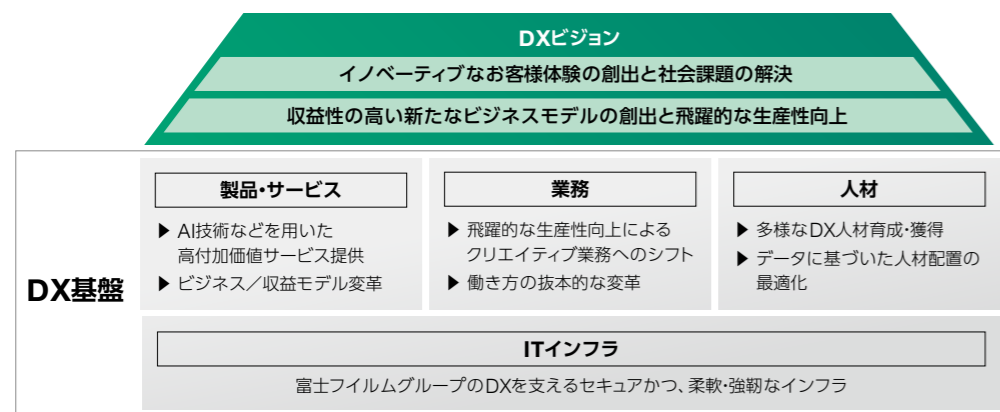 DXビジョン
イノベーティブなお客様体験の創出と社会課題の解決
収益性の高い新たなビジネスモデルの創出と飛躍的な生産性向上
DX基盤
製品・サービス
▶ AI技術などを用いた
高付加価値サービス提供
▶ ビジネス／収益モデル変革
業務
▶ 飛躍的な生産性向上による
クリエイティブ業務へのシフト
▶ 働き方の抜本的な変革
人材
▶ 多様なDX人材育成・獲得
▶ データに基づいた人材配置の
最適化
ITインフラ
富士フイルムグループのDXを支えるセキュアかつ、柔軟・強靭なインフラ